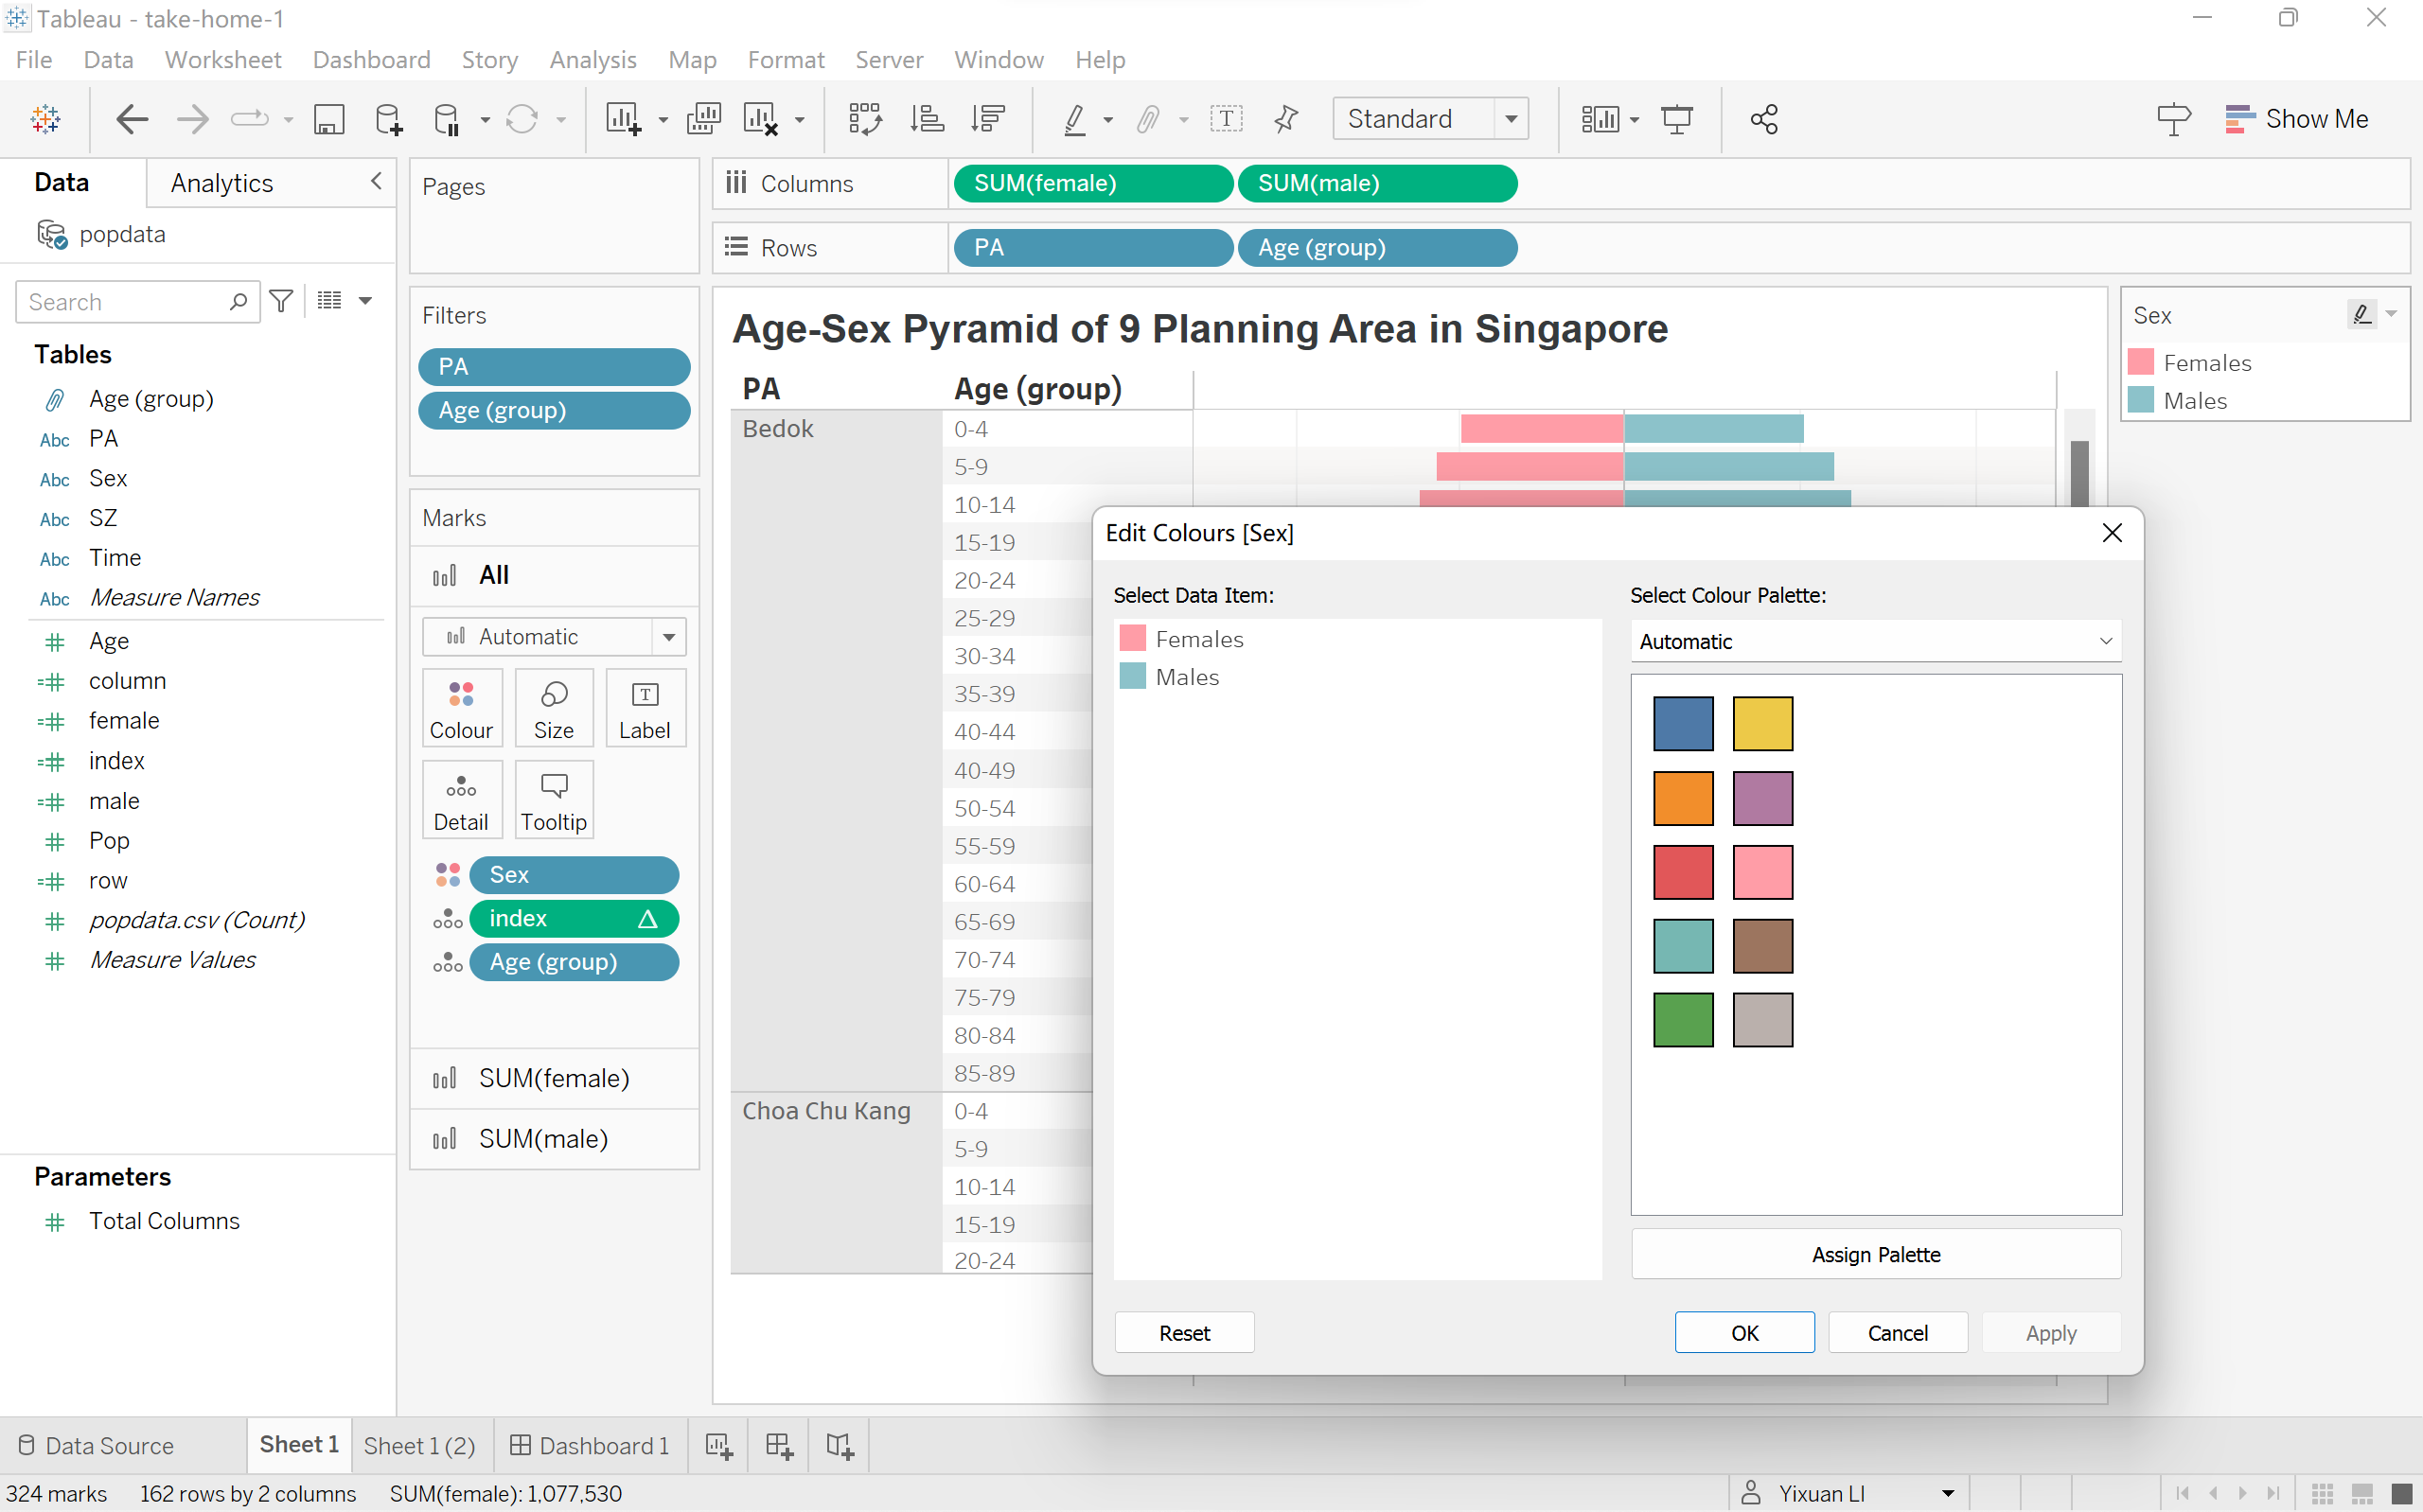 Tableau - take-home-1
File Data Worksheet Dashboard Story Analysis Map Format Server Window Help
Standard
Show Me
Data Analytics
popdata
Search
Tables
Age (group)
Abc PA
Abc Sex
Abc SZ
Abc Time
Abc Measure Names
Age
column
female
index
male
Pop
row
popdata.csv (Count)
Measure Values
Parameters
Total Columns
Pages
Filters
PA
Age (group)
Marks
All
Automatic
Colour Size Label
Detail Tooltip
Sex
index
Age (group)
SUM(female)
SUM(male)
Columns SUM(female) SUM(male)
Rows PA Age (group)
Age-Sex Pyramid of 9 Planning Area in Singapore
PA Age (group)
Bedok 0-4
5-9
10-14
15-19
20-24
25-29
30-34
35-39
40-44
40-49
50-54
55-59
60-64
65-69
70-74
75-79
80-84
85-89
Choa Chu Kang 0-4
5-9
10-14
15-19
20-24
Sex
Females
Males
Edit Colours [Sex]
Select Data Item:
Females
Males
Select Colour Palette:
Automatic
Assign Palette
Reset OK Cancel Apply
Data Source Sheet 1 Sheet 1 (2) Dashboard 1
324 marks 162 rows by 2 columns SUM(female): 1,077,530
Yixuan LI